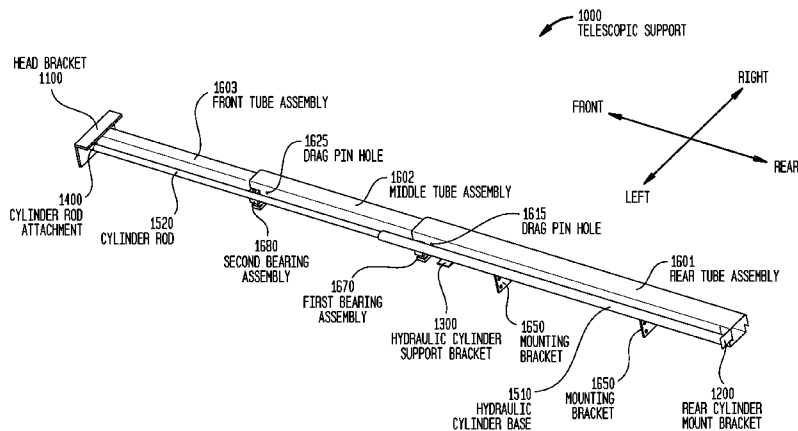 1000
TELESCOPIC SUPPORT
HEAD BRACKET
1100
1603
FRONT TUBE ASSEMBLY
RIGHT
FRONT
1625
DRAG PIN HOLE
1602
MIDDLE TUBE ASSEMBLY
REAR
LEFT
1615
DRAG PIN HOLE
1400
CYLINDER ROD
ATTACHMENT
1520
CYLINDER ROD
1680
SECOND BEARING
ASSEMBLY
1601
REAR TUBE ASSEMBLY
1670
FIRST BEARING
ASSEMBLY
1300
HYDRAULIC CYLINDER
SUPPORT BRACKET
1650
MOUNTING
BRACKET
1510
HYDRAULIC
CYLINDER BASE
1650
MOUNTING
BRACKET
1200
REAR CYLINDER
MOUNT BRACKET